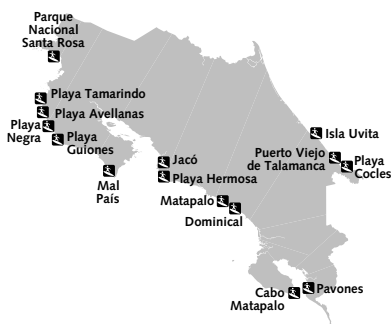 Parque
Nacional
Santa Rosa
Playa Tamarindo
Playa Avellanas
Playa
Negra
Playa
Guiones
Mal
País
Jacó
Playa Hermosa
Matapalo
Dominical
Isla Uvita
Puerto Viejo
de Talamanca
Playa
Cocles
Cabo
Matapalo
Pavones